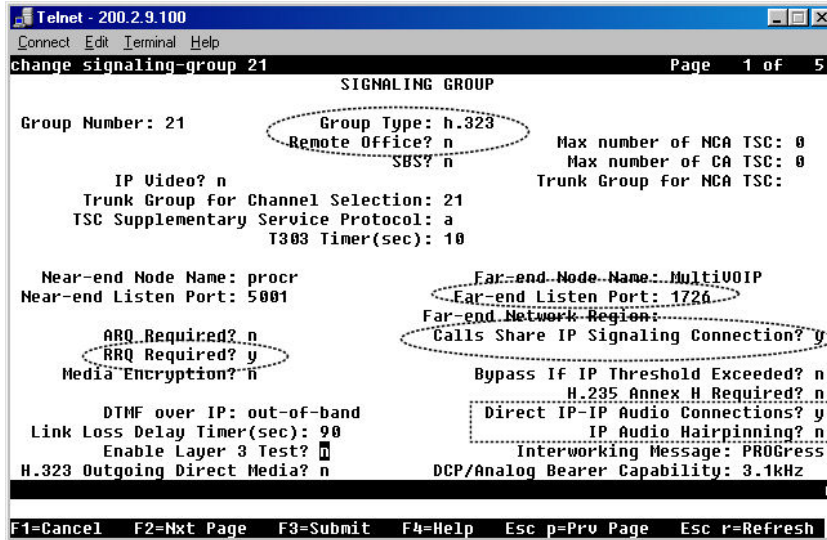 Telnet - 200.2.9.100
Connect Edit Terminal Help
change signaling-group 21 Page 1 of 5
SIGNALING GROUP
Group Number: 21 Group Type: h.323
Remote Office? n Max number of NCA TSC: 0
SBS? n Max number of CA TSC: 0
IP Video? n Trunk Group for NCA TSC:
Trunk Group for Channel Selection: 21
TSC Supplementary Service Protocol: a
T303 Timer(sec): 10
Near-end Node Name: procr Far-end Node Name: MultiVOIP
Near-end Listen Port: 5001 Far-end Listen Port: 1726
Far-end Network Region:
ARQ Required? n Calls Share IP Signaling Connection? y
RRQ Required? y
Media Encryption? n Bypass If IP Threshold Exceeded? n
H.235 Annex H Required? n
DTMF over IP: out-of-band Direct IP-IP Audio Connections? y
Link Loss Delay Timer(sec): 90 IP Audio Hairpinning? n
Enable Layer 3 Test? n Interworking Message: PROGress
H.323 Outgoing Direct Media? n DCP/Analog Bearer Capability: 3.1kHz
F1=Cancel F2=Nxt Page F3=Submit F4=Help Esc p=Prv Page Esc r=Refresh